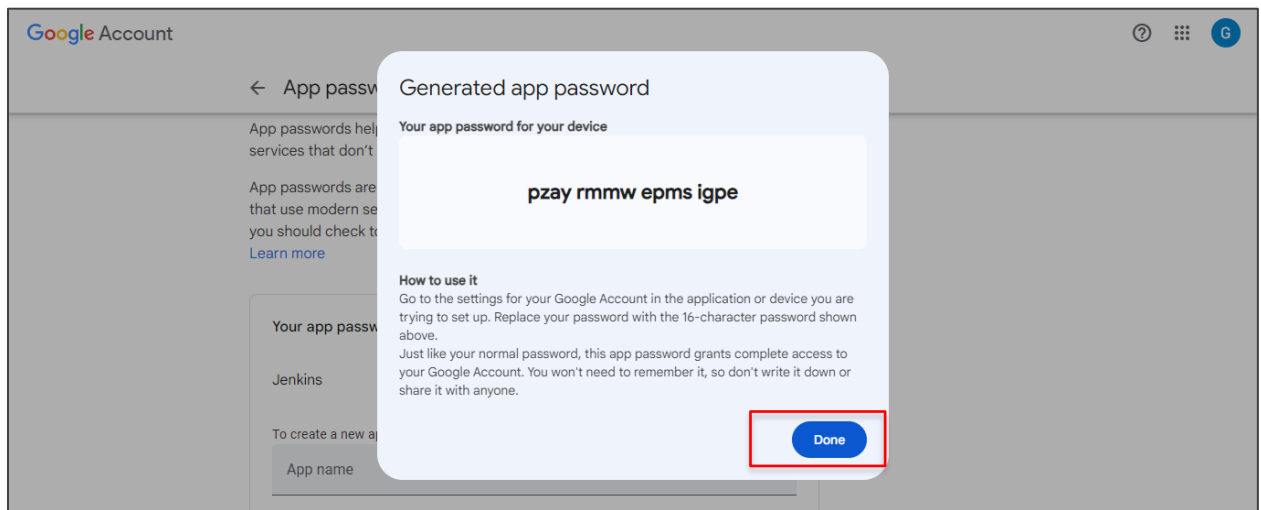 Google Account
G
App passw
Generated app password
App passwords help
services that don't
App passwords are
that use modern se
you should check to
Learn more
Your app password for your device
pzay rmmw epms igpe
How to use it
Go to the settings for your Google Account in the application or device you are
trying to set up. Replace your password with the 16-character password shown
above.
Just like your normal password, this app password grants complete access to
your Google Account. You won't need to remember it, so don't write it down or
share it with anyone.
Done
Your app passw
Jenkins
To create a new ap
App name